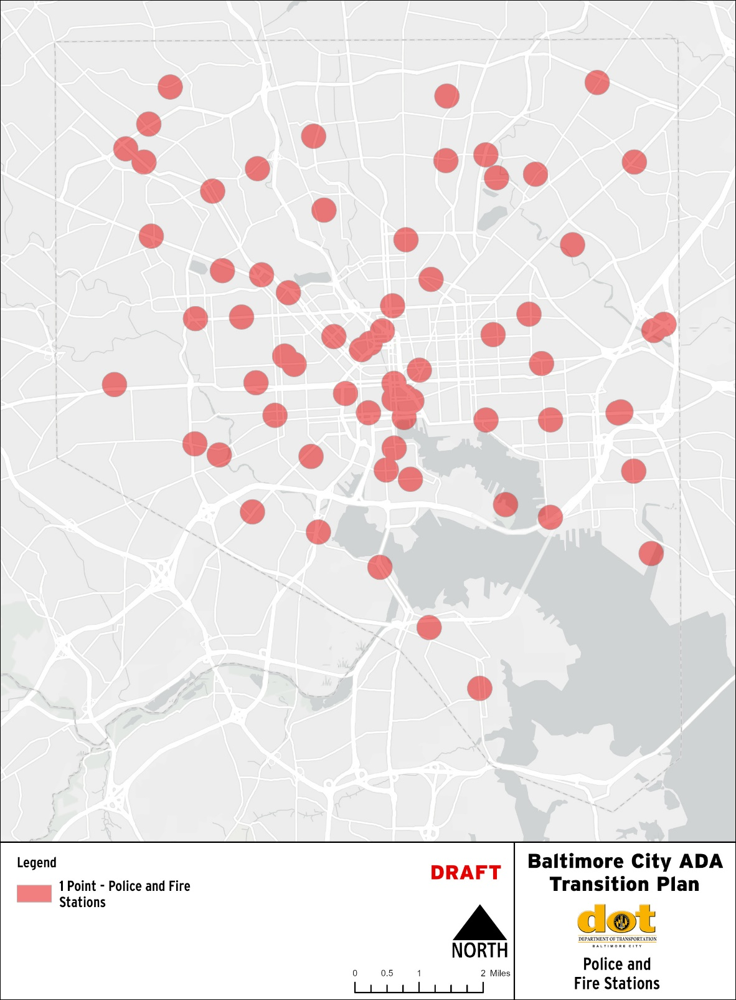 Legend
1 Point - Police and Fire
Stations
DRAFT
NORTH
0 0.5 1 2 Miles
Baltimore City ADA
Transition Plan
dot
DEPARTMENT OF TRANSPORTATION
BALTIMORE CITY
Police and
Fire Stations